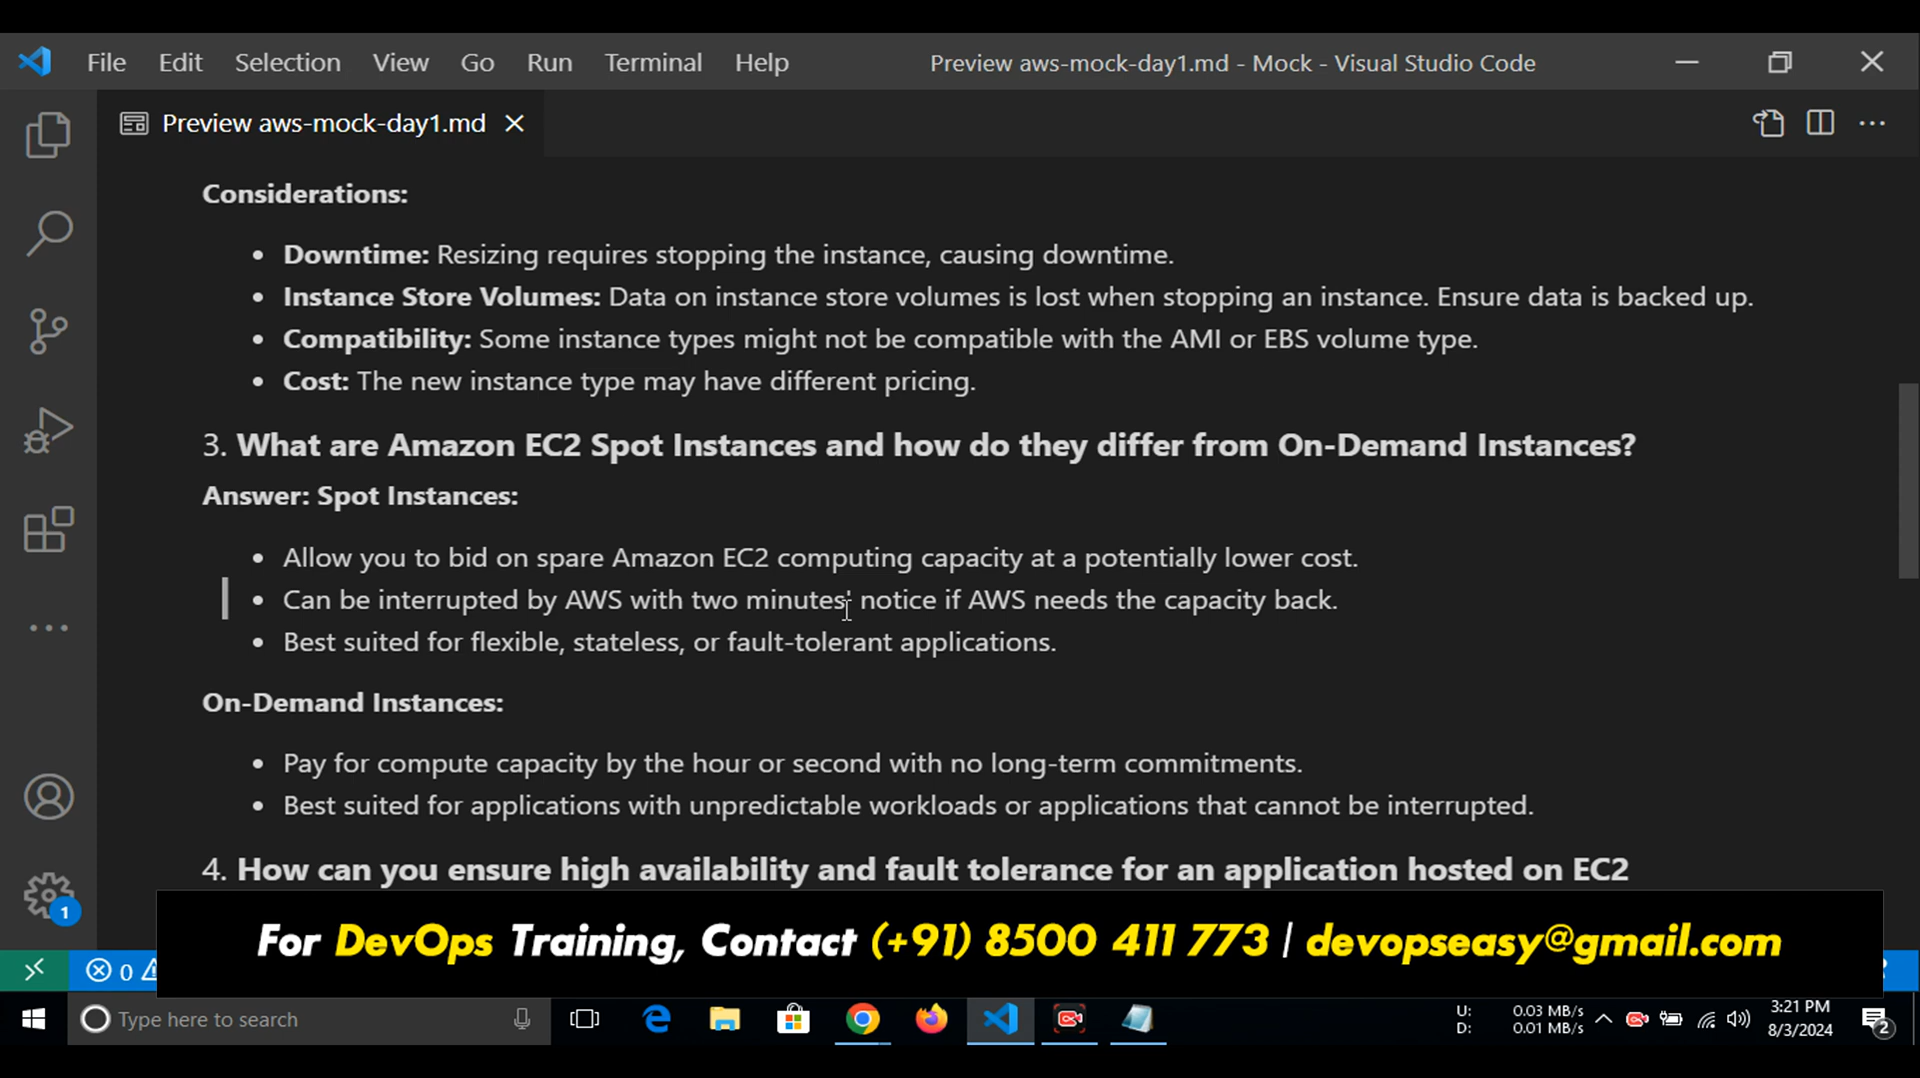 File Edit Selection View Go Run Terminal Help Preview aws-mock-day1.md - Mock - Visual Studio Code
Preview aws-mock-day1.md
Considerations:
• Downtime: Resizing requires stopping the instance, causing downtime.
• Instance Store Volumes: Data on instance store volumes is lost when stopping an instance. Ensure data is backed up.
• Compatibility: Some instance types might not be compatible with the AMI or EBS volume type.
• Cost: The new instance type may have different pricing.
3. What are Amazon EC2 Spot Instances and how do they differ from On-Demand Instances?
Answer: Spot Instances:
• Allow you to bid on spare Amazon EC2 computing capacity at a potentially lower cost.
• Can be interrupted by AWS with two minutes' notice if AWS needs the capacity back.
• Best suited for flexible, stateless, or fault-tolerant applications.
On-Demand Instances:
• Pay for compute capacity by the hour or second with no long-term commitments.
• Best suited for applications with unpredictable workloads or applications that cannot be interrupted.
4. How can you ensure high availability and fault tolerance for an application hosted on EC2
1
For DevOps Training, Contact (+91) 8500 411 773 | devopseasy@gmail.com
0
Type here to search
U: 0.03 MB/s
D: 0.01 MB/s
3:21 PM
8/3/2024
2